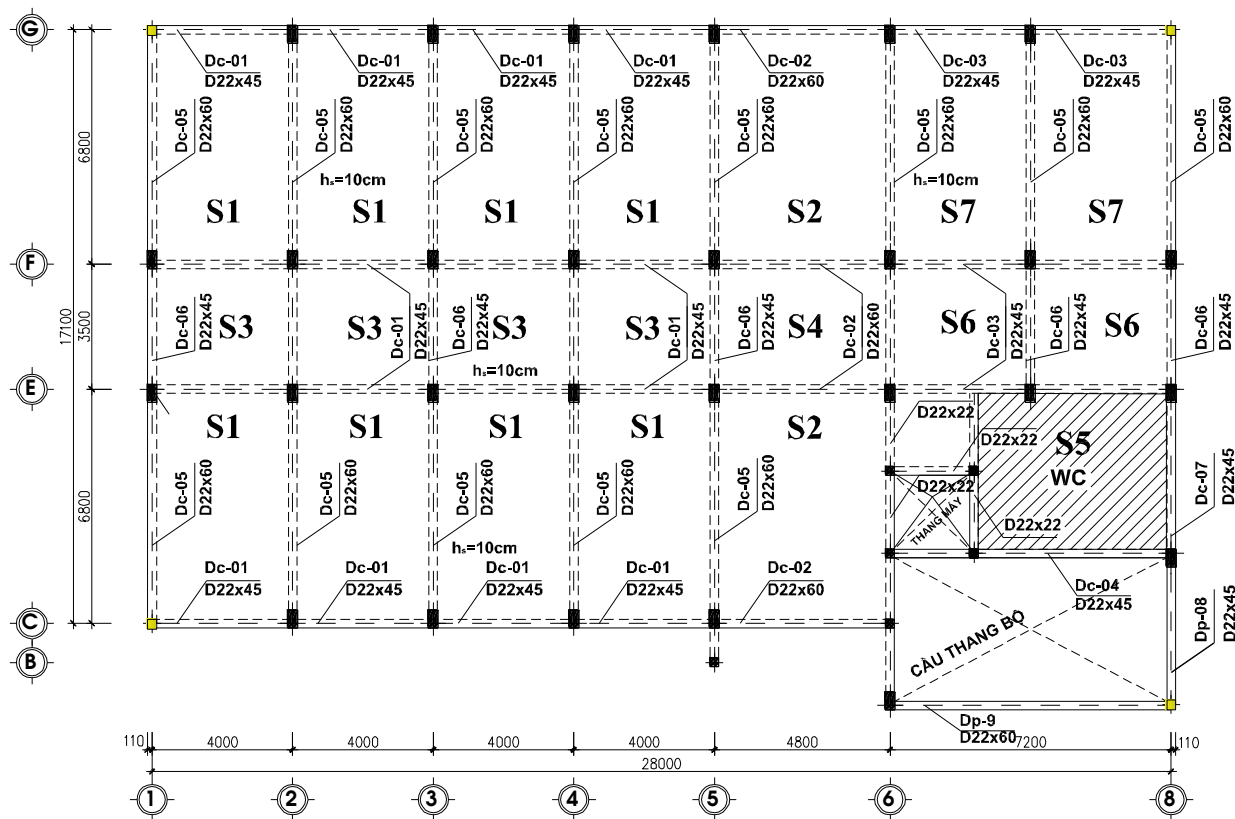 G
Dc-01
D22x45
Dc-01
D22x45
Dc-01
D22x45
Dc-01
D22x45
Dc-02
D22x60
Dc-03
D22x45
Dc-03
D22x45
Dc-05
D22x60
Dc-05
D22x60
Dc-05
D22x60
Dc-05
D22x60
Dc-05
D22x60
Dc-05
D22x60
Dc-05
D22x60
Dc-05
D22x60
6800
hs=10cm
hs=10cm
S1
S1
S1
S1
S2
S7
S7
F
17100
3500
Dc-06
D22x45
S3
S3
Dc-01
D22x45
Dc-06
D22x45
S3
S3
Dc-01
D22x45
Dc-06
D22x45
S4
Dc-02
D22x60
S6
Dc-03
D22x45
Dc-06
D22x45
S6
Dc-06
D22x45
hs=10cm
E
S1
S1
S1
S1
S2
D22x22
D22x22
D22x22
D22x22
S5
WC
THANG MÁY
6800
Dc-05
D22x60
Dc-05
D22x60
Dc-05
D22x60
Dc-05
D22x60
Dc-05
D22x60
Dc-07
D22x45
hs=10cm
Dc-01
D22x45
Dc-01
D22x45
Dc-01
D22x45
Dc-01
D22x45
Dc-02
D22x60
Dc-04
D22x45
Dp-08
D22x45
C
B
CẦU THANG BỘ
Dp-9
D22x60
110
4000
4000
4000
4000
4800
7200
110
28000
1
2
3
4
5
6
8